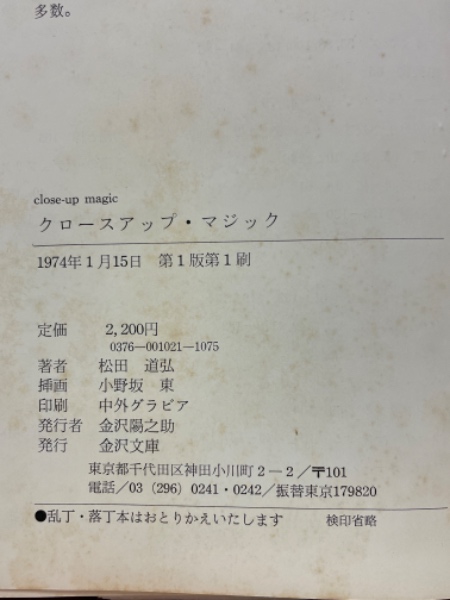 多数。
close-up magic
クロースアップ・マジック
1974年1月15日　第1版第1刷
定価　2,200円
0376―001021―1075
著者　松田　道弘
挿画　小野坂　東
印刷　中外グラビア
発行者　金沢陽之助
発行　金沢文庫
東京都千代田区神田小川町2―2／〒101
電話／03（296）0241・0242／振替東京179820
●乱丁・落丁本はおとりかえいたします　検印省略